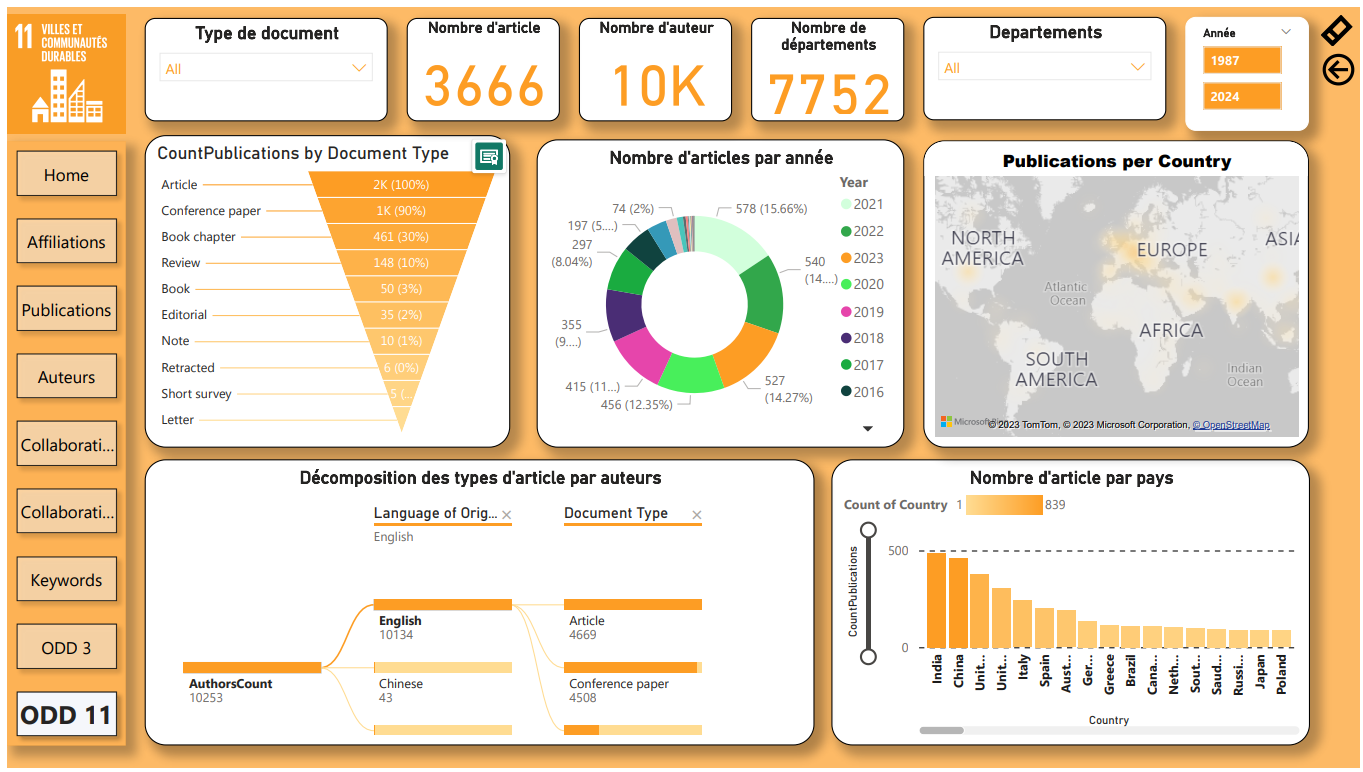 11 VILLES ET
COMMUNAUTÉS
DURABLES
Type de document
All
Nombre d'article
3666
Nombre d'auteur
10K
Nombre de
départements
7752
Departements
All
Année
1987
2024
Home
Affiliations
Publications
Auteurs
Collaborati...
Collaborati...
Keywords
ODD 3
ODD 11
CountPublications by Document Type
Article 2K (100%)
Conference paper 1K (90%)
Book chapter 461 (30%)
Review 148 (10%)
Book 50 (3%)
Editorial 35 (2%)
Note 10 (1%)
Retracted 6 (0%)
Short survey 5 (...
Letter
Nombre d'articles par année
578 (15.66%)
540
(14....)
527
(14.27%)
456 (12.35%)
415 (11...)
355
(9....)
297
(8.04%)
197 (5....)
74 (2%)
Year
2021
2022
2023
2020
2019
2018
2017
2016
Publications per Country
NORTH
AMERICA
EUROPE
ASIA
Atlantic
Ocean
AFRICA
SOUTH
AMERICA
Indian
Ocean
Microsoft
© 2023 TomTom, © 2023 Microsoft Corporation, © OpenStreetMap
Décomposition des types d'article par auteurs
Language of Orig...
English
Document Type
AuthorsCount
10253
English
10134
Chinese
43
Article
4669
Conference paper
4508
Nombre d'article par pays
Count of Country 1 839
CountPublications
500
0
India
China
Unit...
Unit...
Italy
Spain
Aust...
Ger...
Greece
Brazil
Cana...
Neth...
Sout...
Saud...
Russi...
Japan
Poland
Country